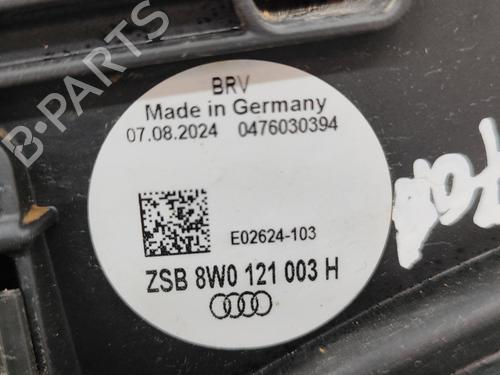 BRV
Made in Germany
07.08.2024 0476030394
E02624-103
ZSB 8W0 121 003 H
B-PARTS